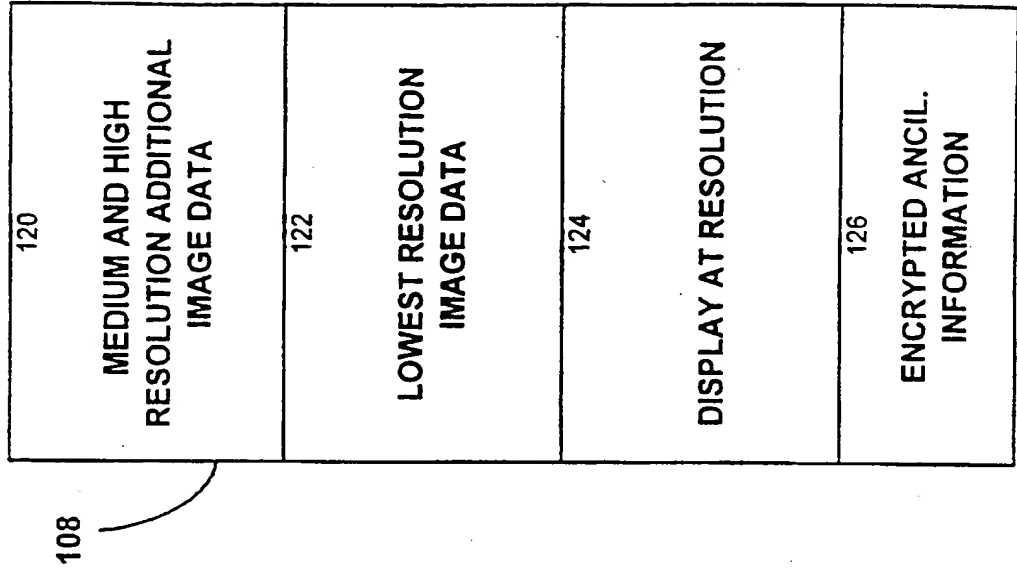 108
120
MEDIUM AND HIGH
RESOLUTION ADDITIONAL
IMAGE DATA
122
LOWEST RESOLUTION
IMAGE DATA
124
DISPLAY AT RESOLUTION
126
ENCRYPTED ANCIL.
INFORMATION